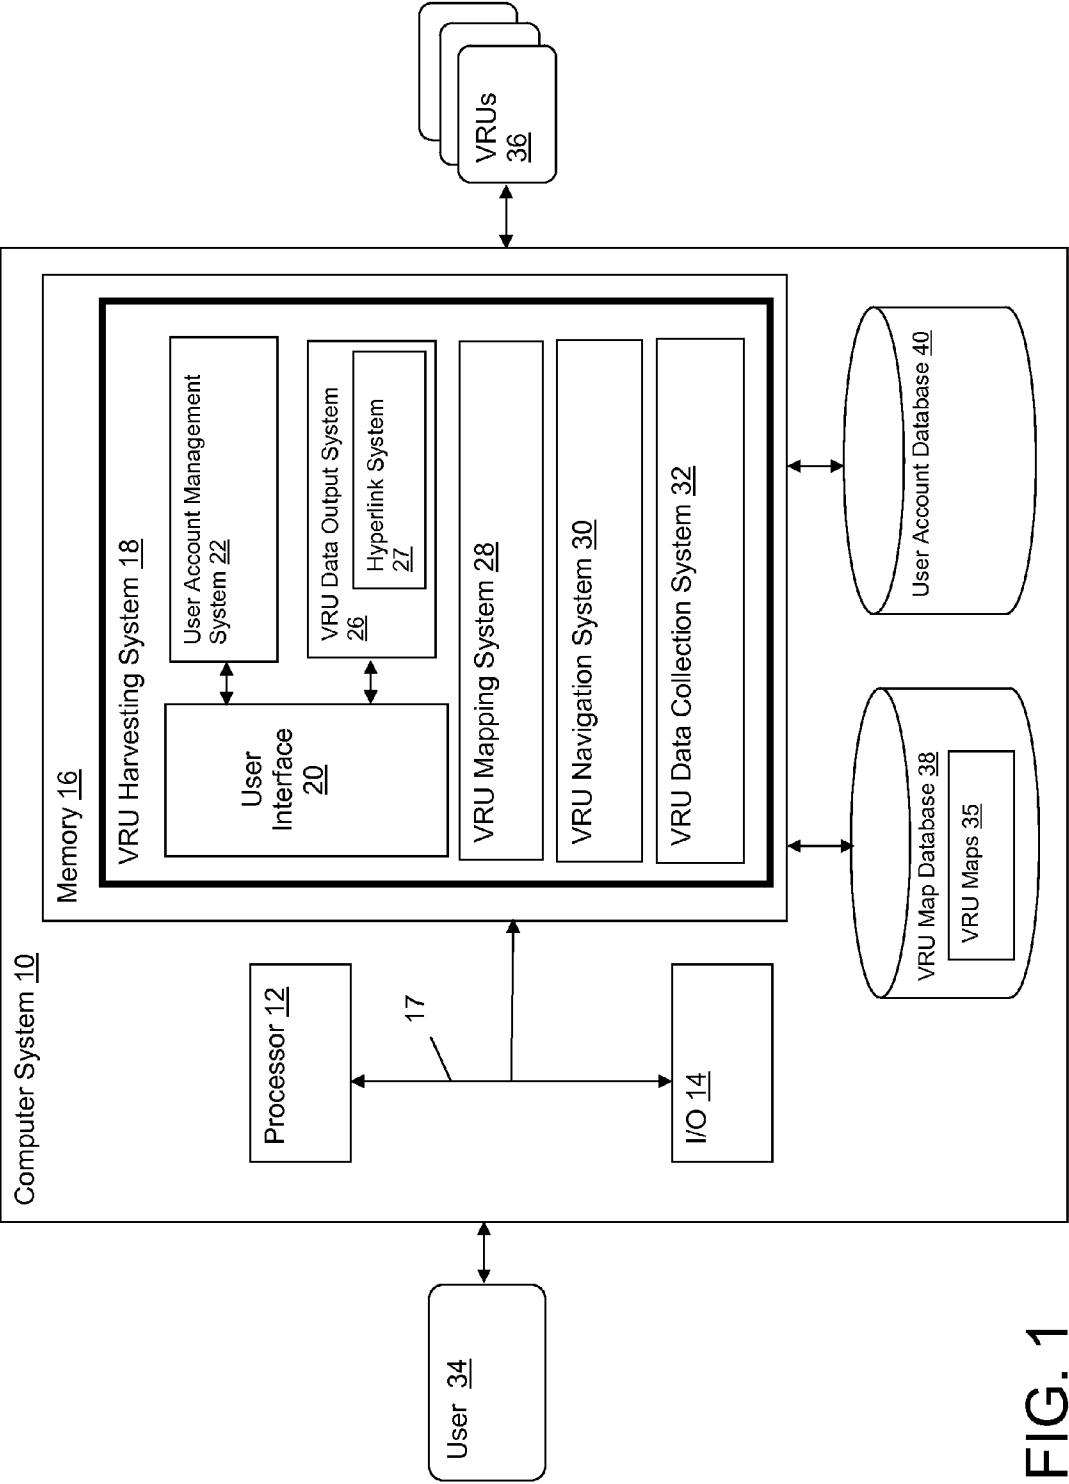 Computer System 10
Memory 16
VRU Harvesting System 18
User
Interface
20
User Account Management
System 22
VRU Data Output System
26
Hyperlink System
27
VRU Mapping System 28
VRU Navigation System 30
VRU Data Collection System 32
Processor 12
17
I/O 14
User 34
VRUs
36
VRU Map Database 38
VRU Maps 35
User Account Database 40
FIG. 1